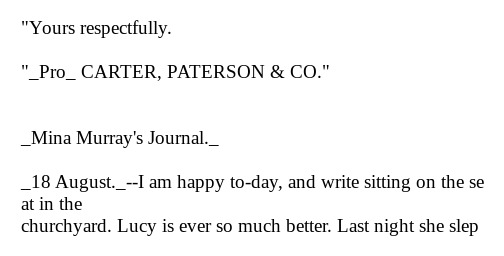 "Yours respectfully.
"_Pro_ CARTER, PATERSON & CO."
_Mina Murray's Journal._
_18 August._--I am happy to-day, and write sitting on the se
at in the
churchyard. Lucy is ever so much better. Last night she slep